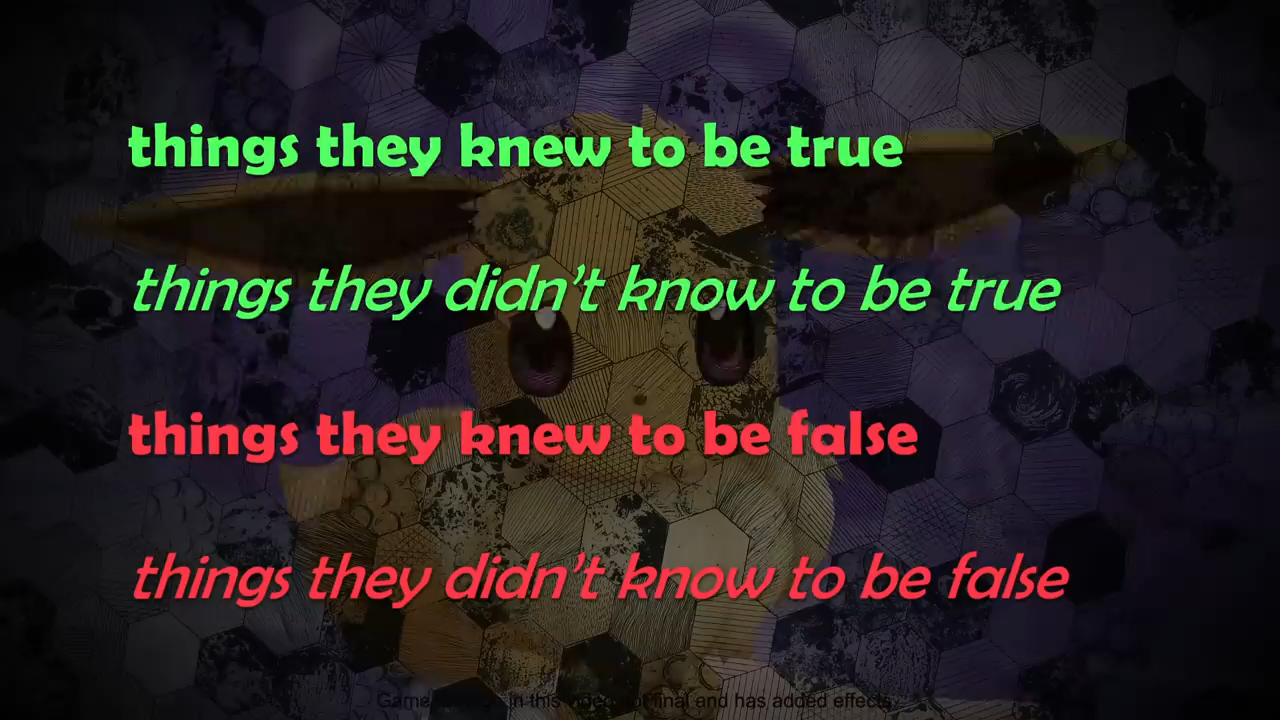 things they knew to be true
things they didn't know to be true
things they knew to be false
things they didn't know to be false
Game in this video not final and has added effects